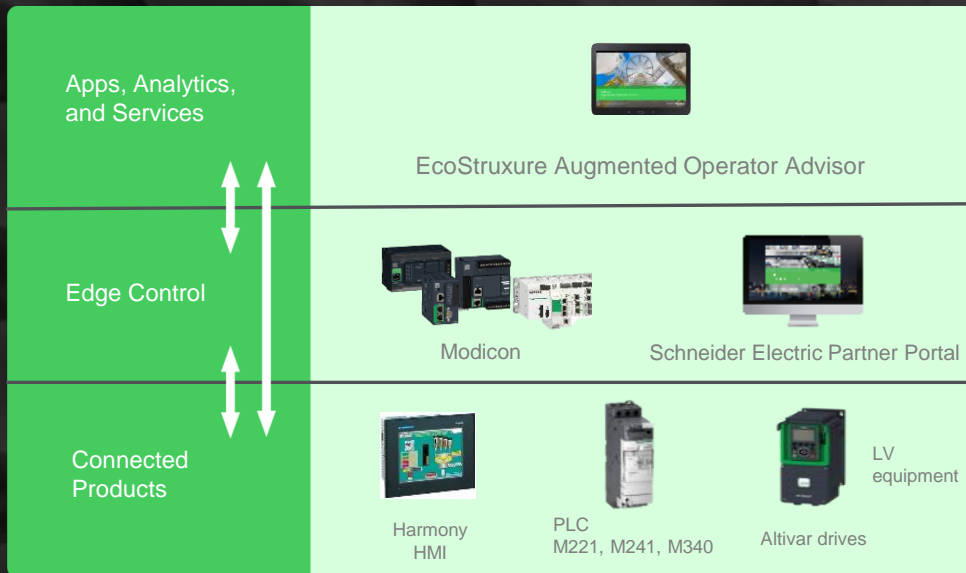 Apps, Analytics,
and Services
EcoStruxure Augmented Operator Advisor
Edge Control
Modicon
Schneider Electric Partner Portal
Connected
Products
Harmony
HMI
PLC
M221, M241, M340
Altivar drives
LV
equipment